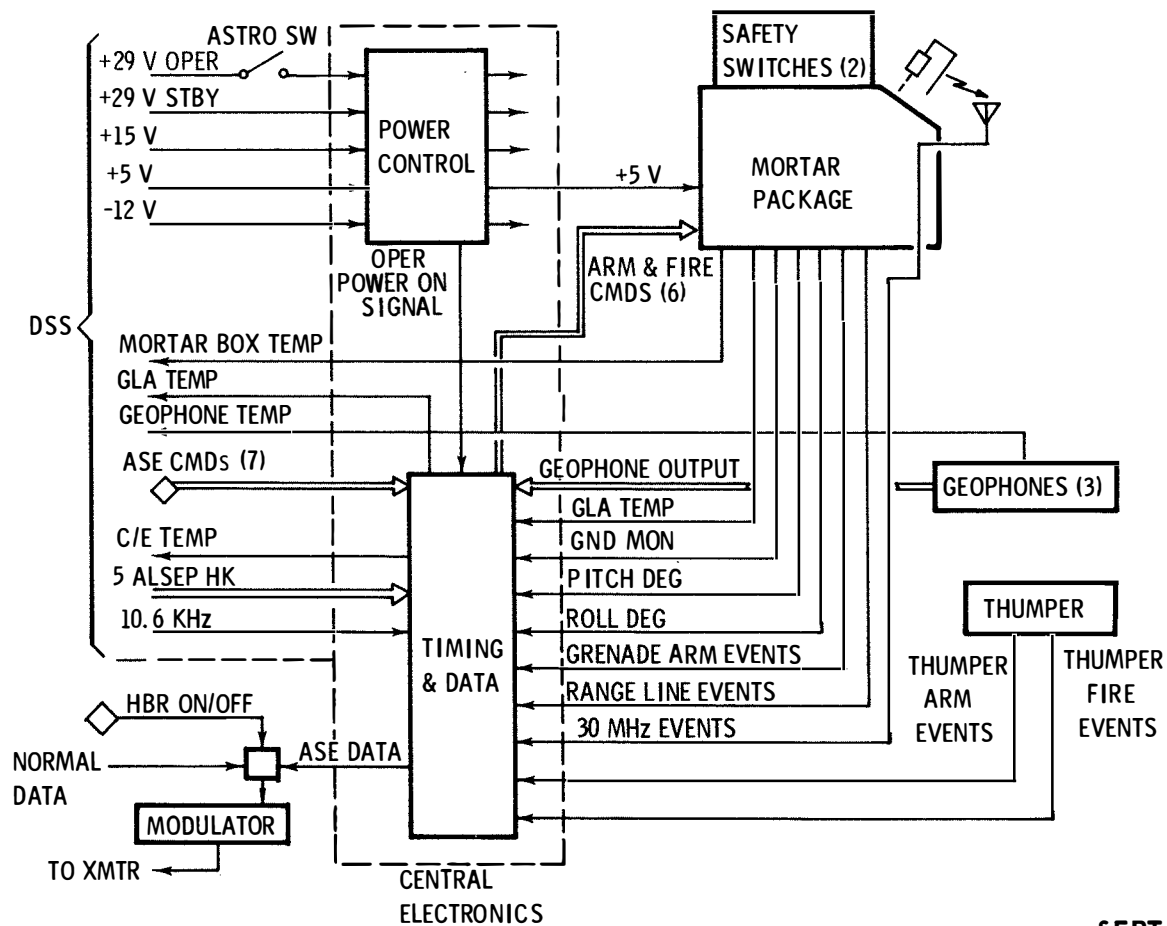 ASTRO SW
+29 V OPER
+29 V STBY
+15 V
+5 V
-12 V
POWER
CONTROL
OPER
POWER ON
SIGNAL
+5 V
SAFETY
SWITCHES (2)
MORTAR
PACKAGE
ARM & FIRE
CMDS (6)
DSS
MORTAR BOX TEMP
GLA TEMP
GEOPHONE TEMP
ASE CMDs (7)
C/E TEMP
5 ALSEP HK
10.6 KHz
TIMING
& DATA
GEOPHONE OUTPUT
GLA TEMP
GND MON
PITCH DEG
ROLL DEG
GRENADE ARM EVENTS
RANGE LINE EVENTS
30 MHz EVENTS
GEOPHONES (3)
THUMPER
THUMPER
ARM
EVENTS
THUMPER
FIRE
EVENTS
HBR ON/OFF
NORMAL
DATA
ASE DATA
MODULATOR
TO XMTR
CENTRAL
ELECTRONICS